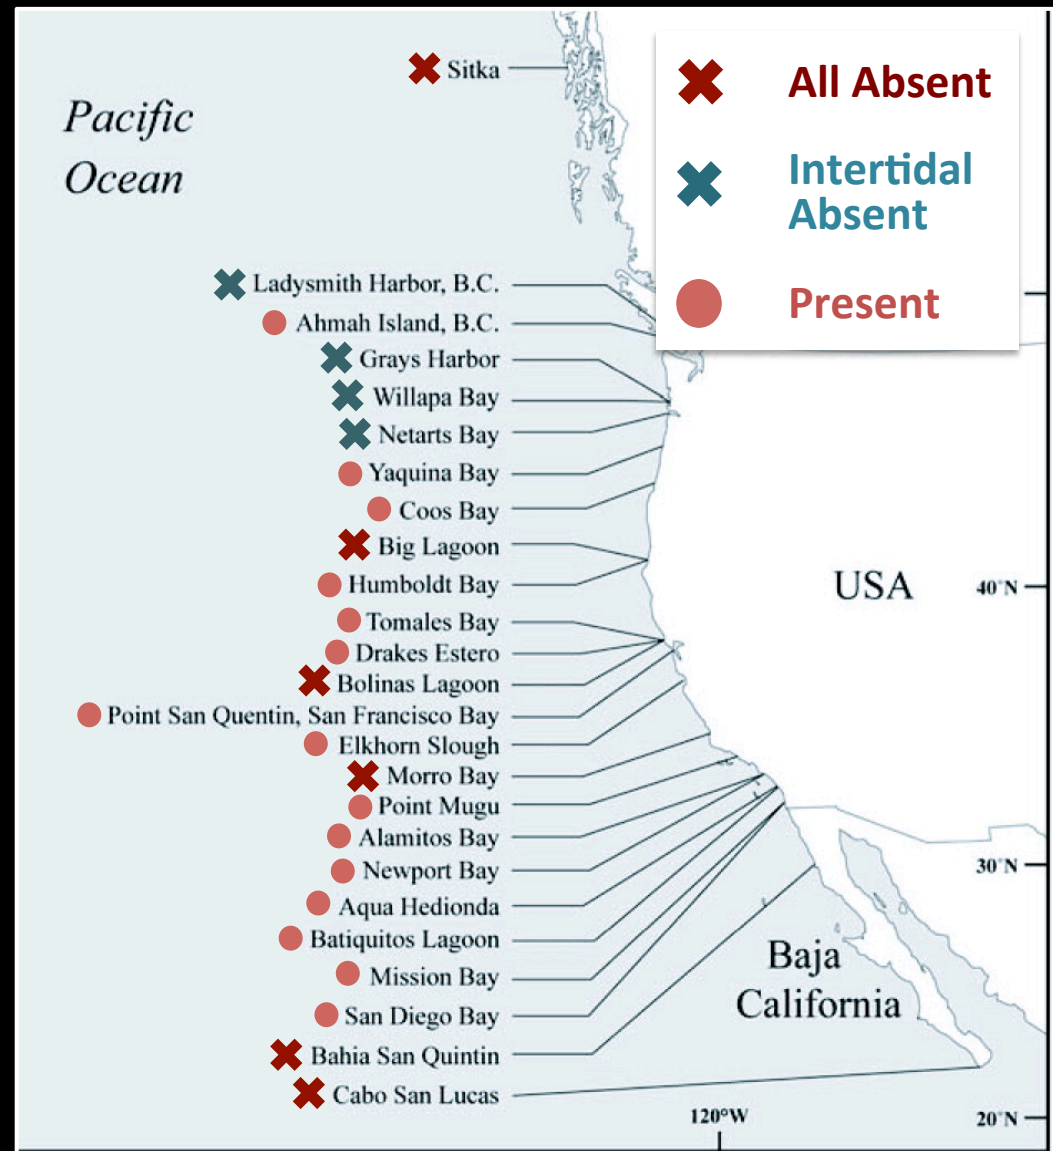 Pacific
Ocean
Sitka
All Absent
Intertidal
Absent
Present
Ladysmith Harbor, B.C.
Ahmah Island, B.C.
Grays Harbor
Willapa Bay
Netarts Bay
Yaquina Bay
Coos Bay
Big Lagoon
Humboldt Bay
Tomales Bay
Drakes Estero
Bolinas Lagoon
Point San Quentin, San Francisco Bay
Elkhorn Slough
Morro Bay
Point Mugu
Alamitos Bay
Newport Bay
Aqua Hedionda
Batiquitos Lagoon
Mission Bay
San Diego Bay
Bahia San Quintin
Cabo San Lucas
USA
40°N
30°N
Baja
California
120°W
20°N